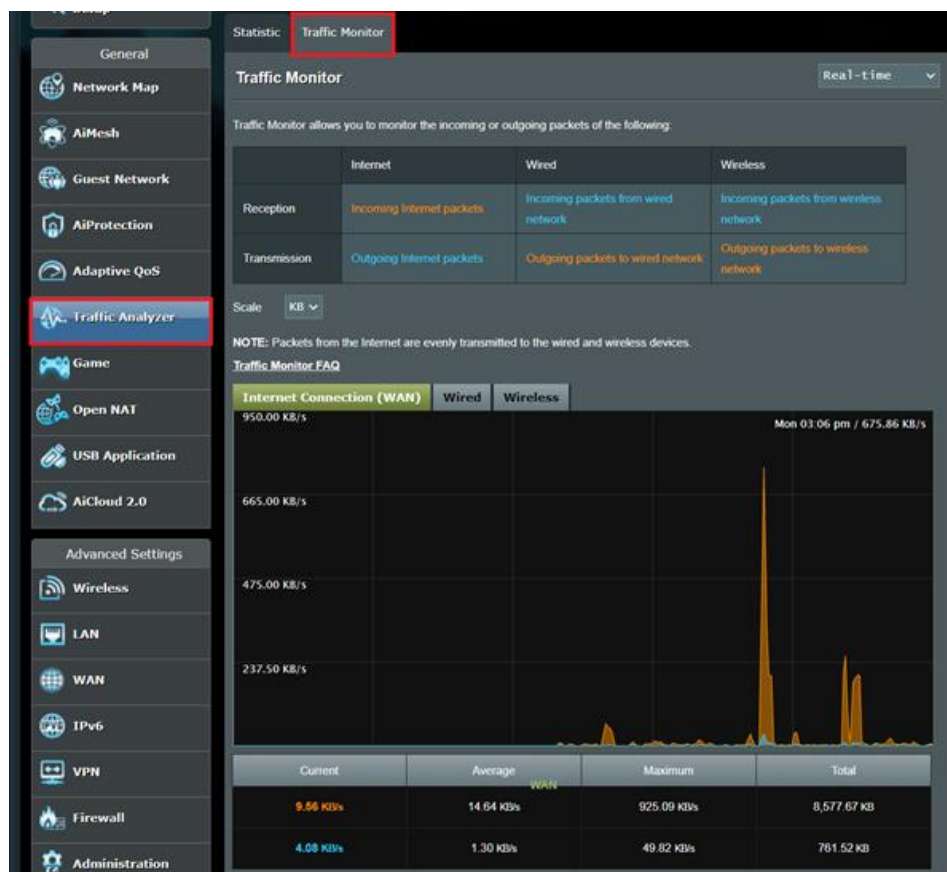 General
Network Map
AiMesh
Guest Network
AiProtection
Adaptive QoS
Traffic Analyzer
Game
Open NAT
USB Application
AiCloud 2.0
Advanced Settings
Wireless
LAN
WAN
IPv6
VPN
Firewall
Administration
Statistic
Traffic Monitor
Traffic Monitor
Real-time
Traffic Monitor allows you to monitor the incoming or outgoing packets of the following:
Internet
Wired
Wireless
Reception
Incoming Internet packets
Incoming packets from wired
network
Incoming packets from wireless
network
Transmission
Outgoing Internet packets
Outgoing packets to wired network
Outgoing packets to wireless
network
Scale
KB
NOTE: Packets from the Internet are evenly transmitted to the wired and wireless devices.
Traffic Monitor FAQ
Internet Connection (WAN)
Wired
Wireless
950.00 KB/s
Mon 03:06 pm / 675.86 KB/s
665.00 KB/s
475.00 KB/s
237.50 KB/s
Current
Average
Maximum
Total
WAN
9.56 KB/s
14.64 KB/s
925.09 KB/s
8,577.67 KB
4.08 KB/s
1.30 KB/s
49.82 KB/s
761.52 KB